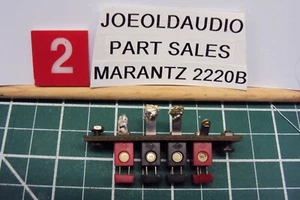 2
JOEOLDAUDIO
PART SALES
MARANTZ 2220B